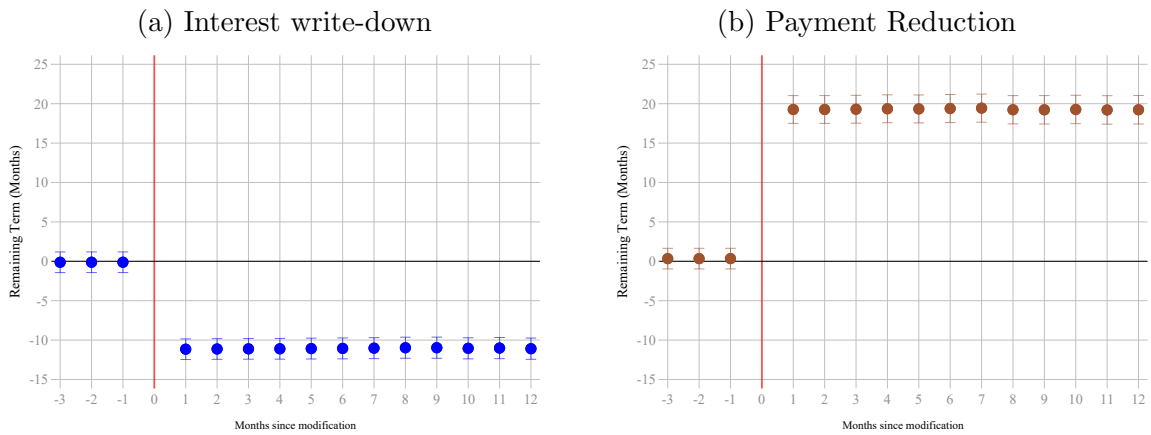 (a) Interest write-down
25
20
15
10
5
0
-5
-10
-15
Remaining Term (Months)
-3 -2 -1 0 1 2 3 4 5 6 7 8 9 10 11 12
Months since modification
(b) Payment Reduction
25
20
15
10
5
0
-5
-10
-15
Remaining Term (Months)
-3 -2 -1 0 1 2 3 4 5 6 7 8 9 10 11 12
Months since modification